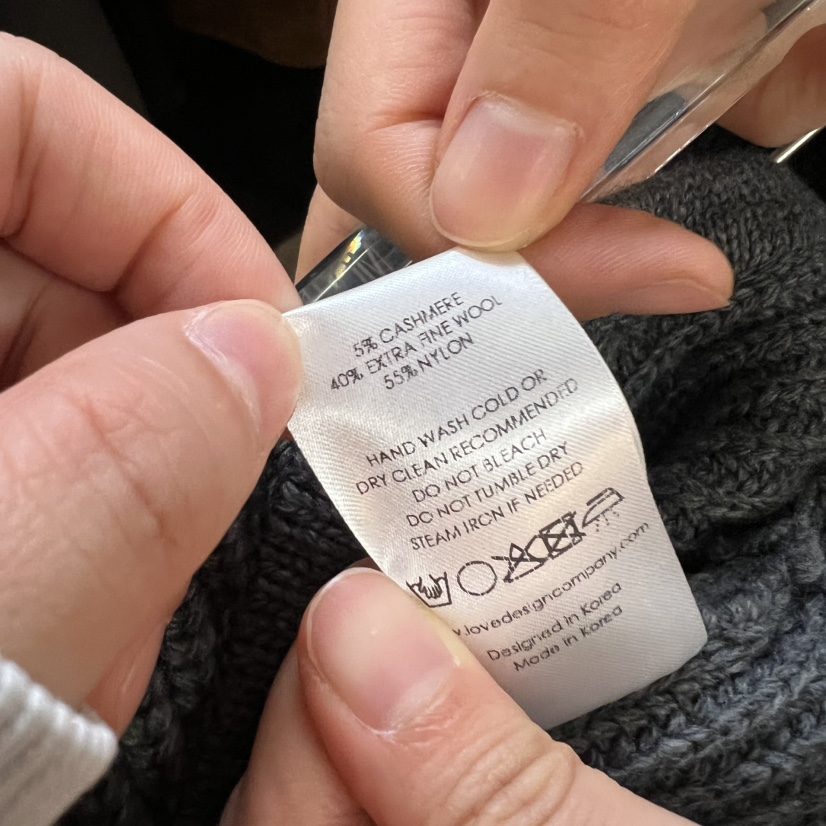 5% CASHMERE
40% EXTRA FINE WOOL
55% NYLON
HAND WASH COLD OR
DRY CLEAN RECOMMENDED
DO NOT BLEACH
DO NOT TUMBLE DRY
STEAM IRON IF NEEDED
.lovedesigncompany.com
Designed in Korea
Made in Korea